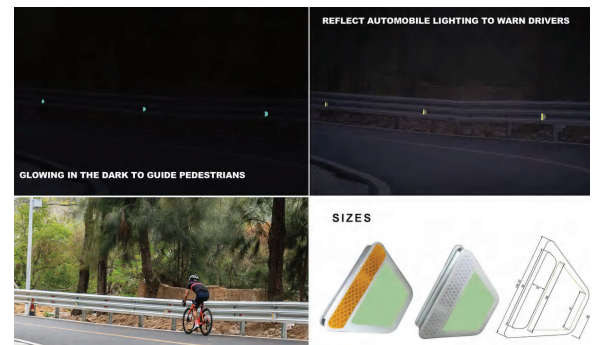 REFLECT AUTOMOBILE LIGHTING TO WARN DRIVERS
GLOWING IN THE DARK TO GUIDE PEDESTRIANS
SIZES